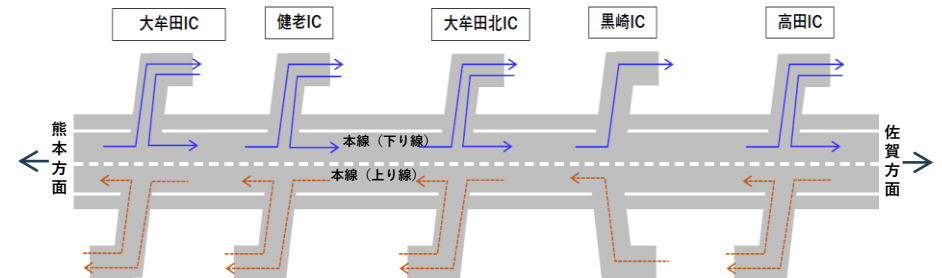 大牟田IC
健老IC
大牟田北IC
黒崎IC
高田IC
熊本方面
本線（下り線）
佐賀方面
本線（上り線）